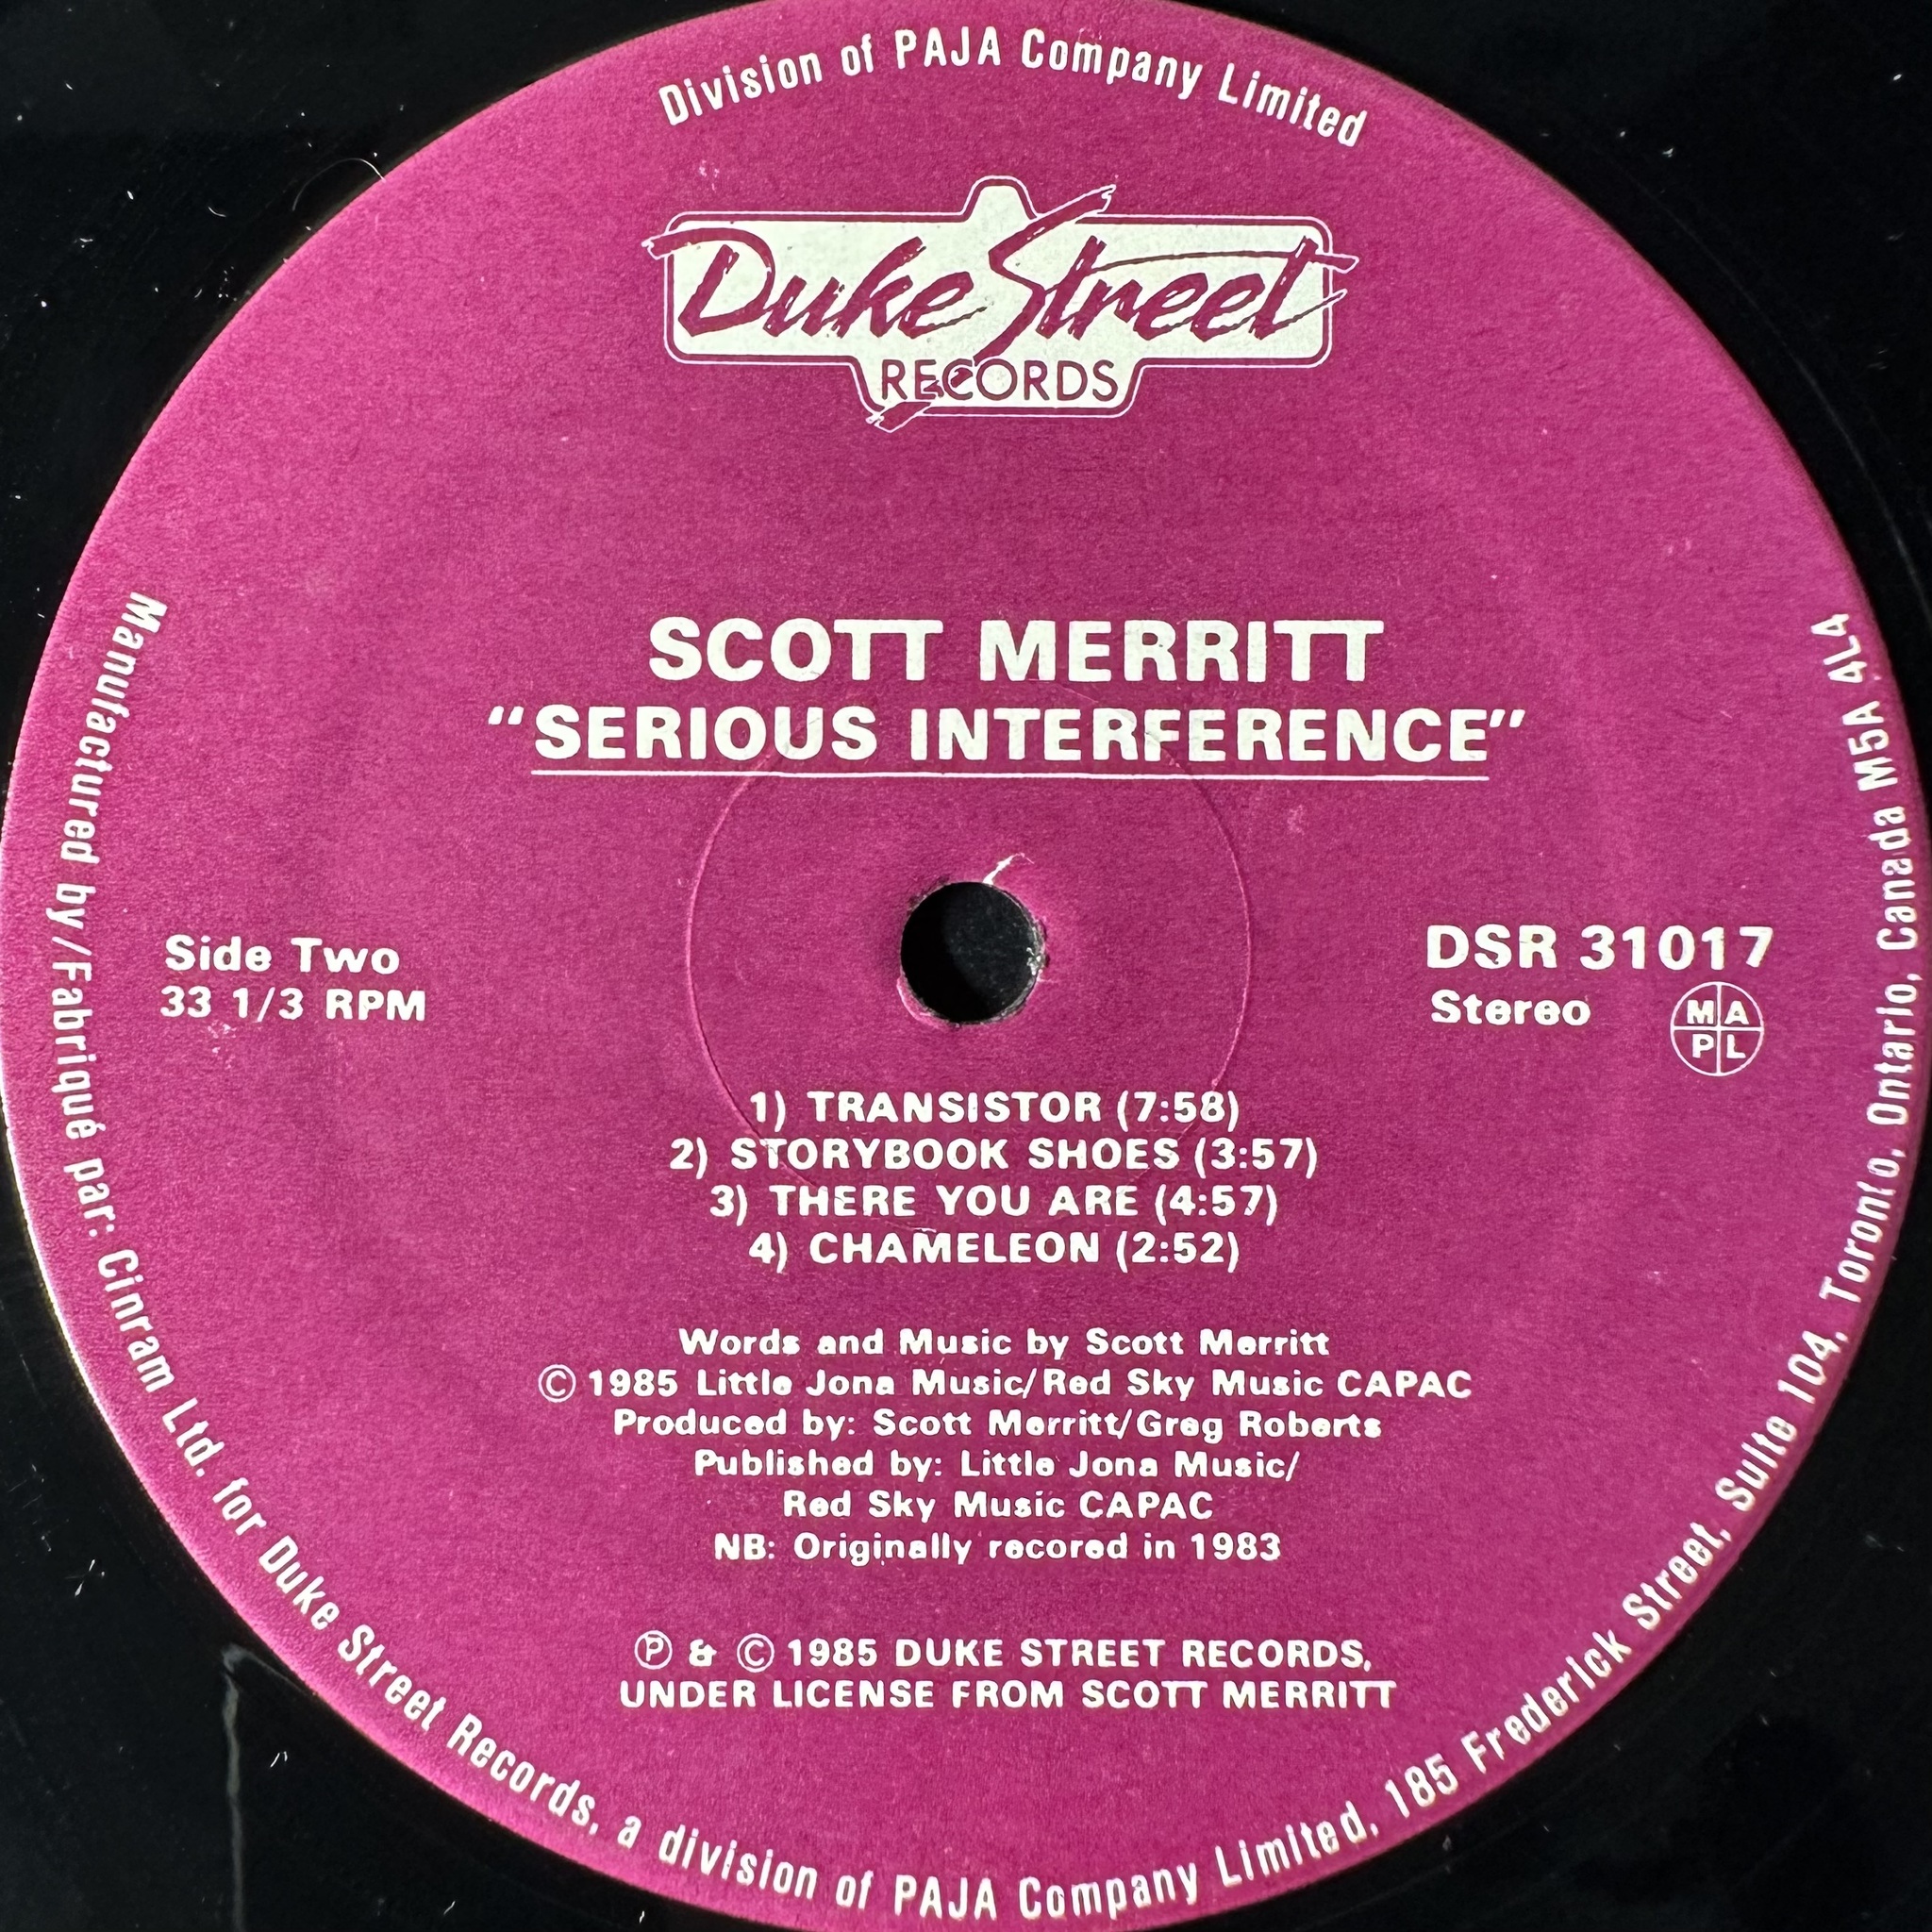 Division of PAJA Company Limited
Duke Street
RECORDS
SCOTT MERRITT
"SERIOUS INTERFERENCE"
Side Two
33 1/3 RPM
DSR 31017
Stereo
M A
P L
1) TRANSISTOR (7:58)
2) STORYBOOK SHOES (3:57)
3) THERE YOU ARE (4:57)
4) CHAMELEON (2:52)
Words and Music by Scott Merritt
© 1985 Little Jona Music/Red Sky Music CAPAC
Produced by: Scott Merritt/Greg Roberts
Published by: Little Jona Music/
Red Sky Music CAPAC
NB: Originally recored in 1983
℗ & © 1985 DUKE STREET RECORDS,
UNDER LICENSE FROM SCOTT MERRITT
Manufactured by/Fabriqué par: Cinram Ltd. for Duke Street Records, a division of PAJA Company Limited, 185 Frederick Street, Suite 104, Toronto, Ontario, Canada M5A 4L4